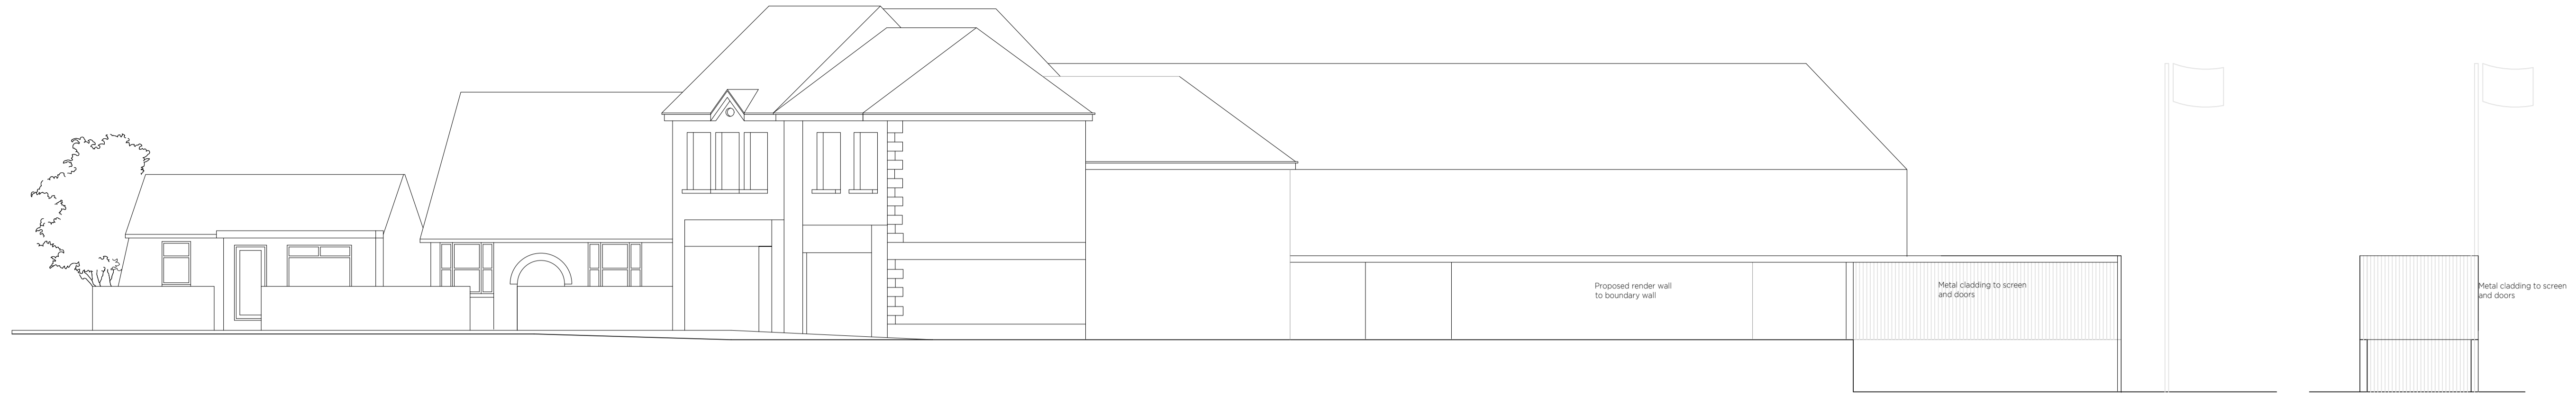 Proposed render wall
to boundary wall
Metal cladding to screen
and doors
Metal cladding to screen
and doors